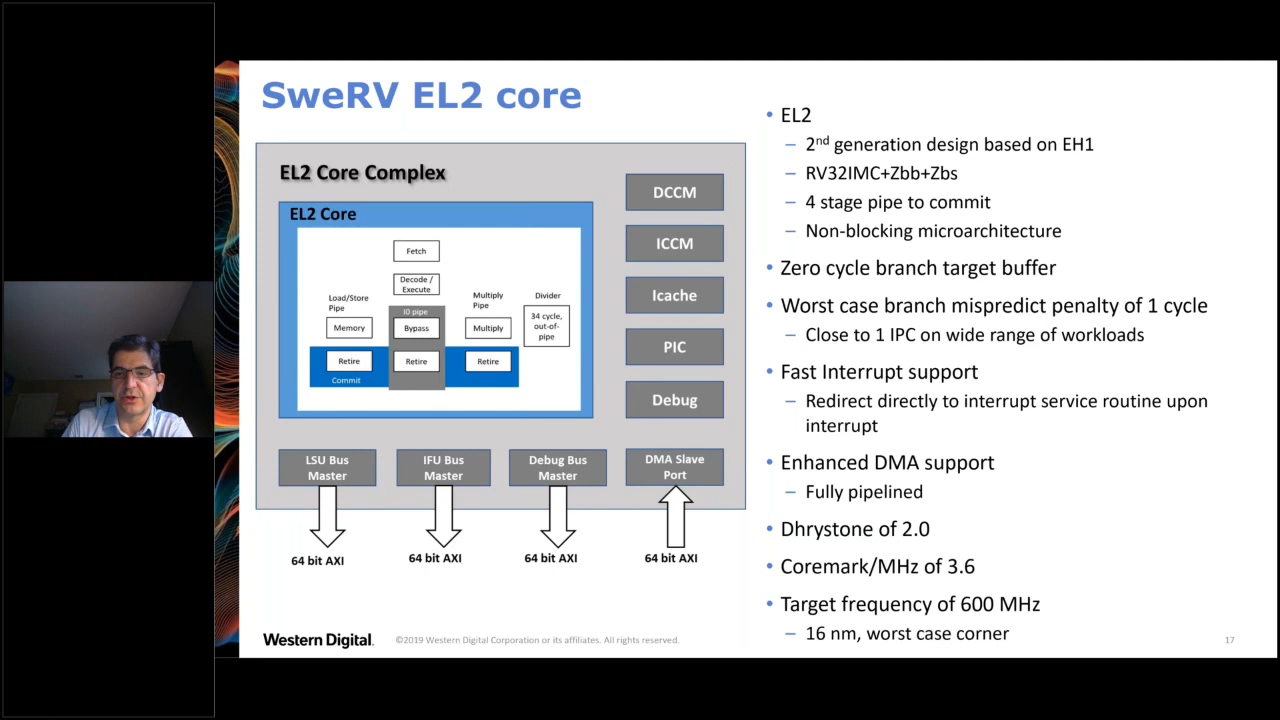 SweRV EL2 core
EL2 Core Complex
EL2 Core
Fetch
Decode /
Execute
Load/Store
Pipe
I0 pipe
Multiply
Pipe
Divider
Memory
Bypass
Multiply
34 cycle,
out-of-
pipe
Retire
Retire
Retire
Commit
DCCM
ICCM
Icache
PIC
Debug
LSU Bus
Master
IFU Bus
Master
Debug Bus
Master
DMA Slave
Port
64 bit AXI
64 bit AXI
64 bit AXI
64 bit AXI
• EL2
– 2nd generation design based on EH1
– RV32IMC+Zbb+Zbs
– 4 stage pipe to commit
– Non-blocking microarchitecture
• Zero cycle branch target buffer
• Worst case branch mispredict penalty of 1 cycle
– Close to 1 IPC on wide range of workloads
• Fast Interrupt support
– Redirect directly to interrupt service routine upon
interrupt
• Enhanced DMA support
– Fully pipelined
• Dhrystone of 2.0
• Coremark/MHz of 3.6
• Target frequency of 600 MHz
– 16 nm, worst case corner
Western Digital.
©2019 Western Digital Corporation or its affiliates. All rights reserved.
17